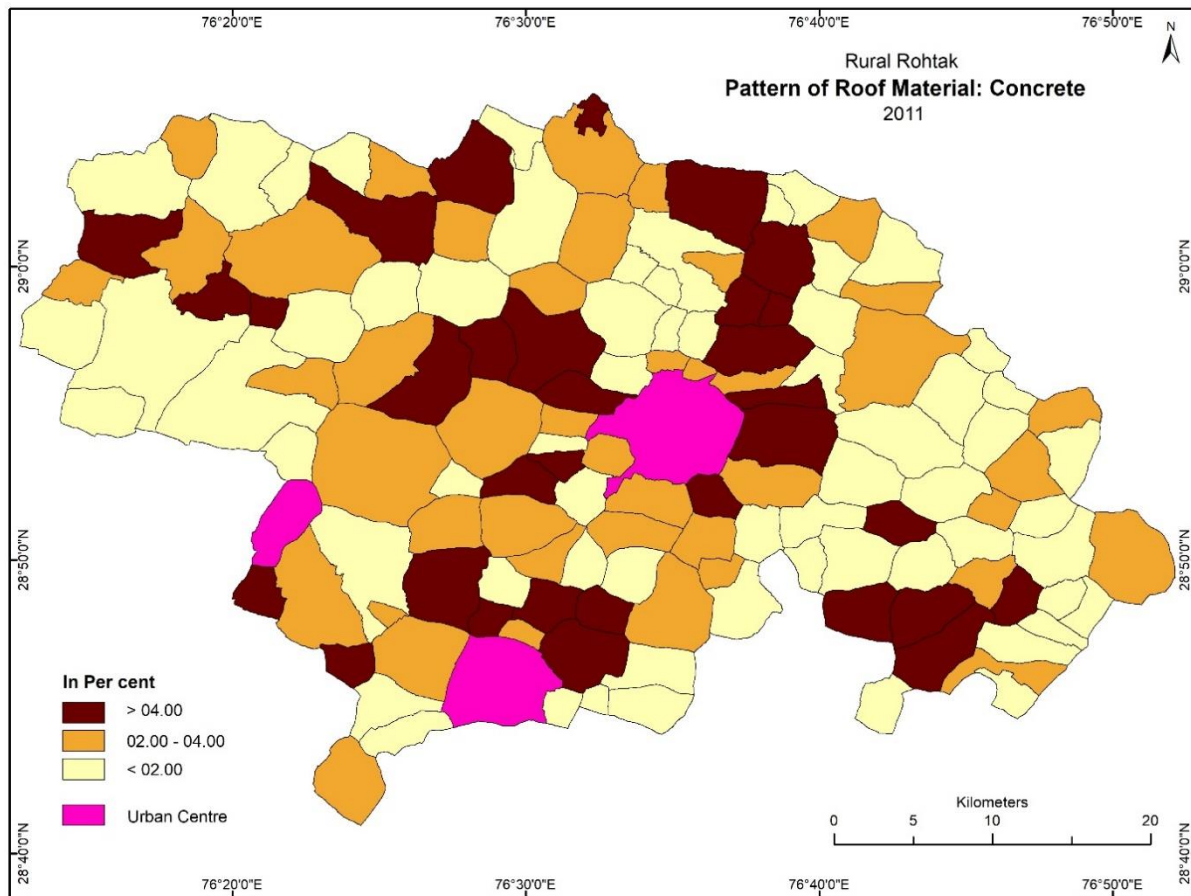 76°20'0"E 76°30'0"E 76°40'0"E 76°50'0"E
N
Rural Rohtak
Pattern of Roof Material: Concrete
2011
29°0'0"N 29°0'0"N
28°50'0"N 28°50'0"N
In Per cent
> 04.00
02.00 - 04.00
< 02.00
Urban Centre
Kilometers
0 5 10 20
28°40'0"N 28°40'0"N
76°20'0"E 76°30'0"E 76°40'0"E 76°50'0"E